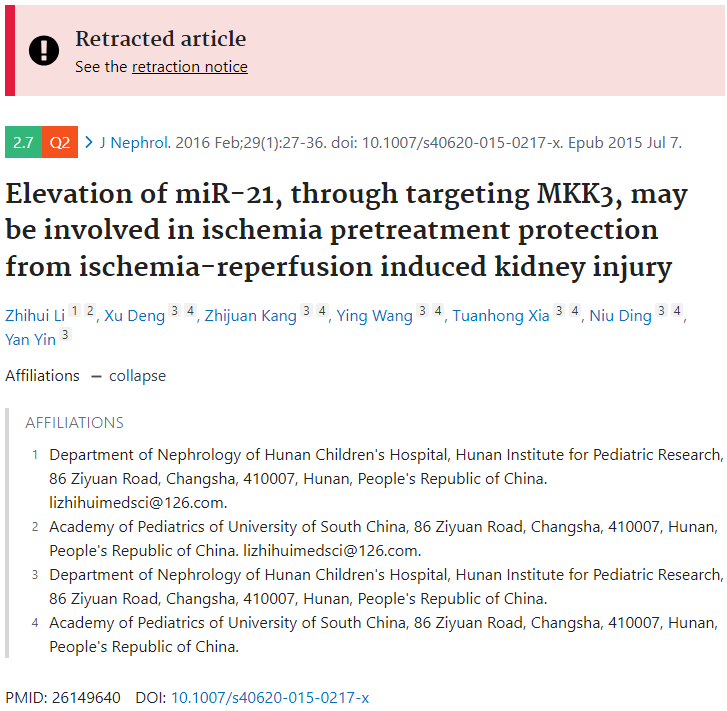 Retracted article
See the retraction notice
2.7 Q2 > J Nephrol. 2016 Feb;29(1):27-36. doi: 10.1007/s40620-015-0217-x. Epub 2015 Jul 7.
Elevation of miR-21, through targeting MKK3, may
be involved in ischemia pretreatment protection
from ischemia-reperfusion induced kidney injury
Zhihui Li 1 2, Xu Deng 3 4, Zhijuan Kang 3 4, Ying Wang 3 4, Tuanhong Xia 3 4, Niu Ding 3 4,
Yan Yin 3
Affiliations — collapse
AFFILIATIONS
1 Department of Nephrology of Hunan Children's Hospital, Hunan Institute for Pediatric Research,
86 Ziyuan Road, Changsha, 410007, Hunan, People's Republic of China.
lizhihuimedsci@126.com.
2 Academy of Pediatrics of University of South China, 86 Ziyuan Road, Changsha, 410007, Hunan,
People's Republic of China. lizhihuimedsci@126.com.
3 Department of Nephrology of Hunan Children's Hospital, Hunan Institute for Pediatric Research,
86 Ziyuan Road, Changsha, 410007, Hunan, People's Republic of China.
4 Academy of Pediatrics of University of South China, 86 Ziyuan Road, Changsha, 410007, Hunan,
People's Republic of China.
PMID: 26149640 DOI: 10.1007/s40620-015-0217-x